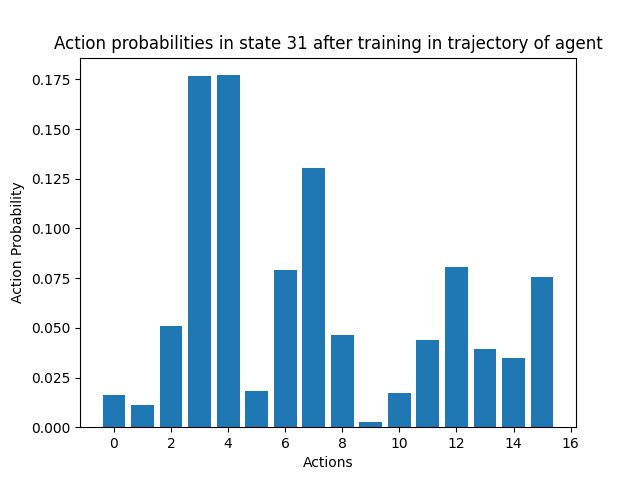 Action probabilities in state 31 after training in trajectory of agent
0.175
0.150
0.125
0.100
0.075
0.050
0.025
0.000
Action Probability
0 2 4 6 8 10 12 14 16
Actions